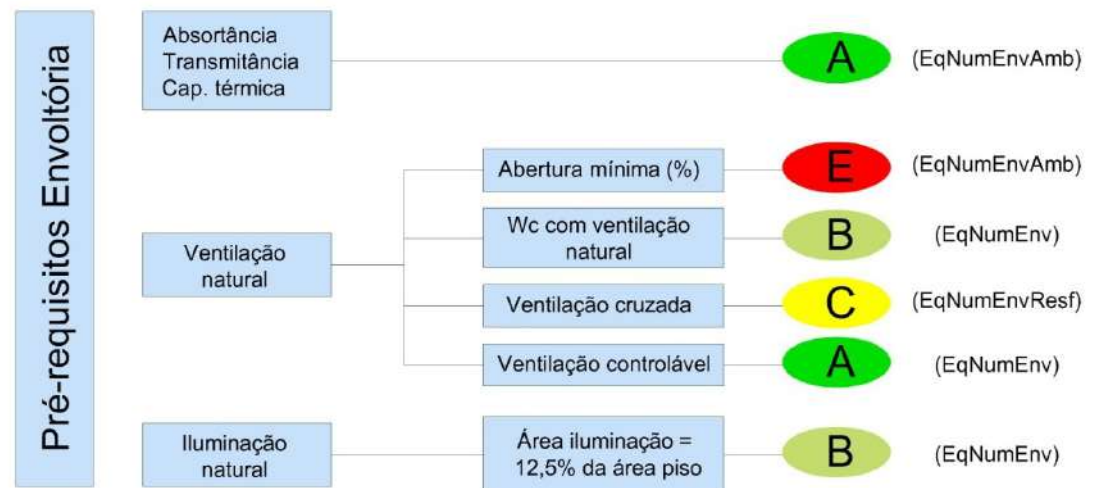 Pré-requisitos Envoltória
Absortância
Transmitância
Cap. térmica
A
(EqNumEnvAmb)
Ventilação
natural
Abertura mínima (%)
E
(EqNumEnvAmb)
Wc com ventilação
natural
B
(EqNumEnv)
Ventilação cruzada
C
(EqNumEnvResf)
Ventilação controlável
A
(EqNumEnv)
Iluminação
natural
Área iluminação =
12,5% da área piso
B
(EqNumEnv)